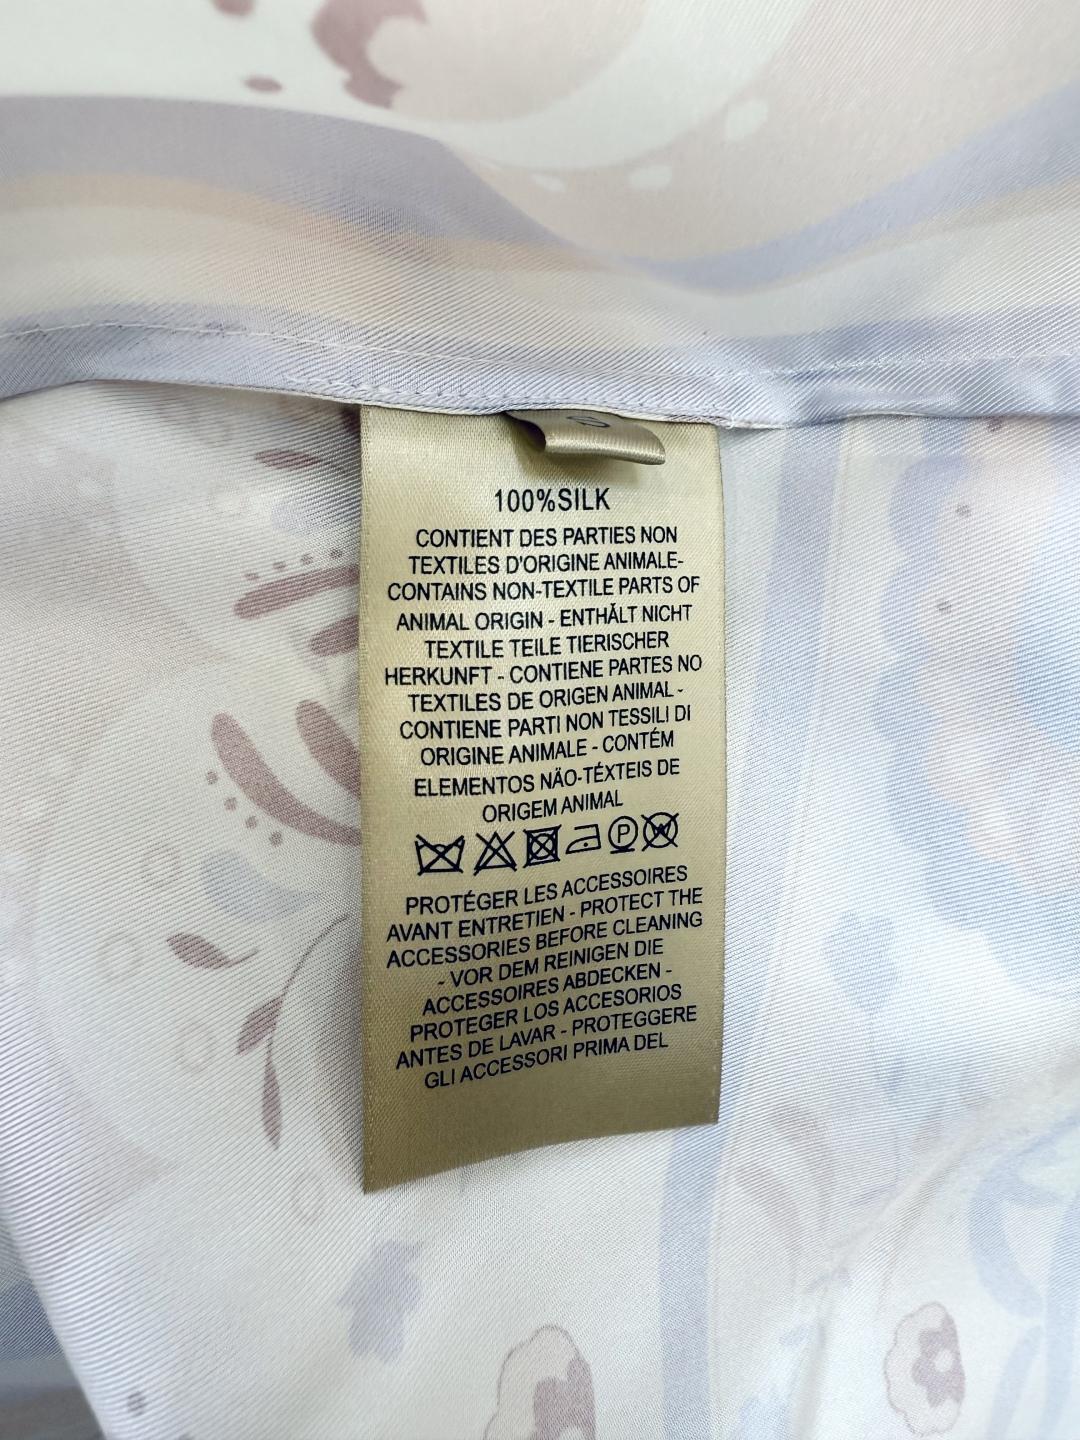 100%SILK
CONTIENT DES PARTIES NON
TEXTILES D'ORIGINE ANIMALE-
CONTAINS NON-TEXTILE PARTS OF
ANIMAL ORIGIN - ENTHÄLT NICHT
TEXTILE TEILE TIERISCHER
HERKUNFT - CONTIENE PARTES NO
TEXTILES DE ORIGEN ANIMAL -
CONTIENE PARTI NON TESSILI DI
ORIGINE ANIMALE - CONTÉM
ELEMENTOS NÄO-TÉXTEIS DE
ORIGEM ANIMAL
P W
PROTÉGER LES ACCESSOIRES
AVANT ENTRETIEN - PROTECT THE
ACCESSORIES BEFORE CLEANING
- VOR DEM REINIGEN DIE
ACCESSOIRES ABDECKEN -
PROTEGER LOS ACCESORIOS
ANTES DE LAVAR - PROTEGGERE
GLI ACCESSORI PRIMA DEL